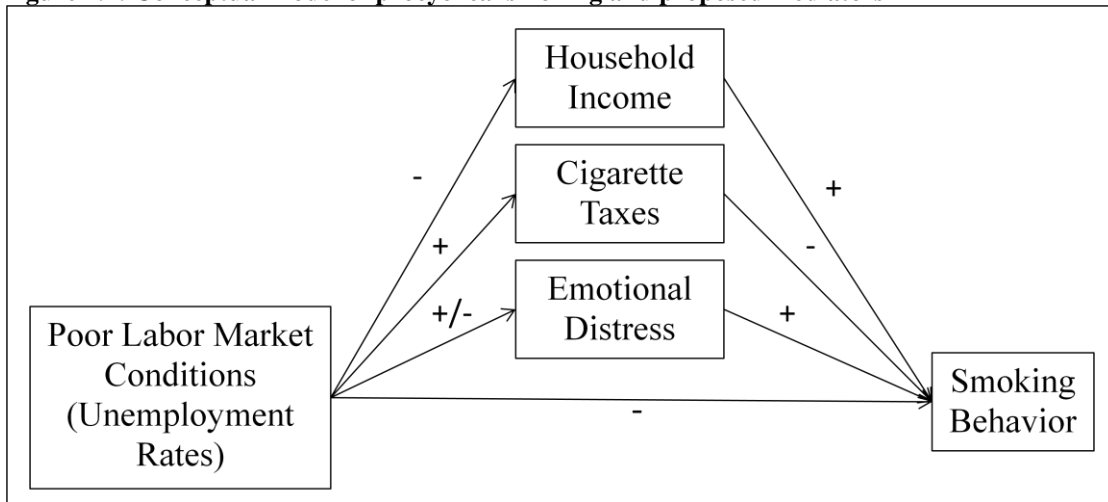 Household
Income
-
+
Cigarette
Taxes
+
-
Emotional
Distress
+/-
+
Poor Labor Market
Conditions
(Unemployment
Rates)
-
Smoking
Behavior